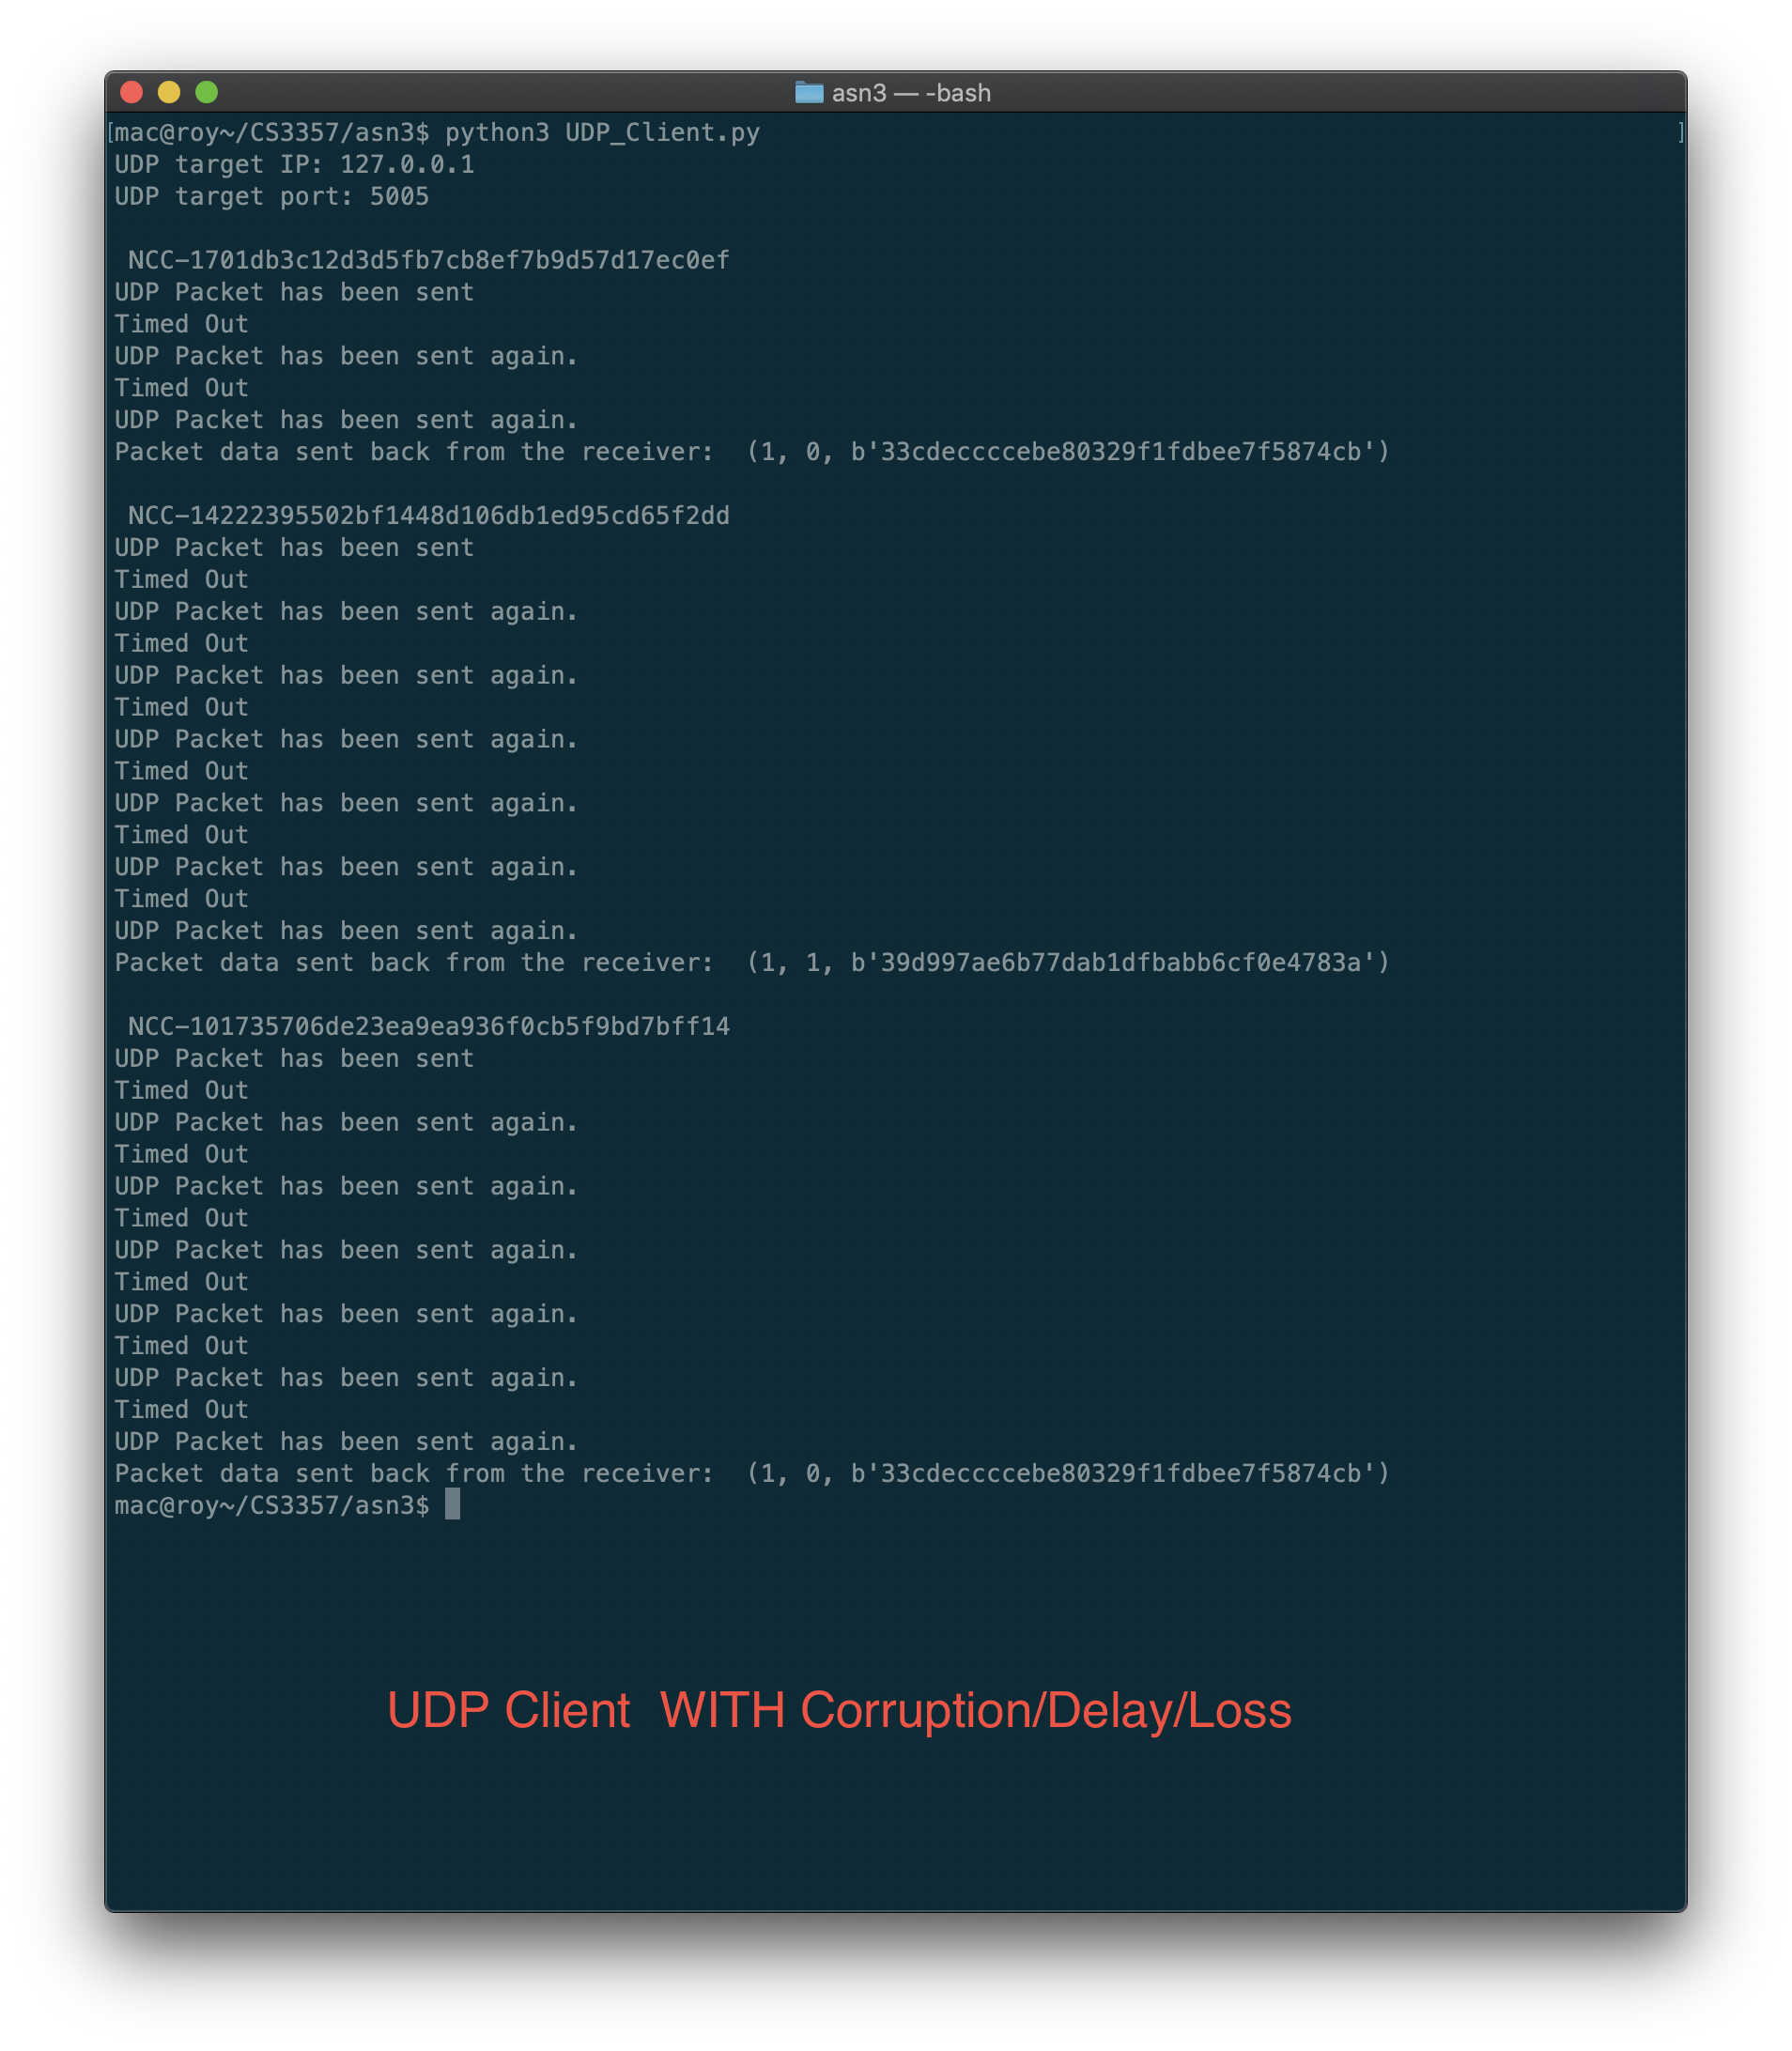 asn3 — -bash
[mac@roy~/CS3357/asn3$ python3 UDP_Client.py ]
UDP target IP: 127.0.0.1
UDP target port: 5005
NCC-1701db3c12d3d5fb7cb8ef7b9d57d17ec0ef
UDP Packet has been sent
Timed Out
UDP Packet has been sent again.
Timed Out
UDP Packet has been sent again.
Packet data sent back from the receiver:  (1, 0, b'33cdeccccebe80329f1fdbee7f5874cb')
NCC-14222395502bf1448d106db1ed95cd65f2dd
UDP Packet has been sent
Timed Out
UDP Packet has been sent again.
Timed Out
UDP Packet has been sent again.
Timed Out
UDP Packet has been sent again.
Timed Out
UDP Packet has been sent again.
Timed Out
UDP Packet has been sent again.
Timed Out
UDP Packet has been sent again.
Packet data sent back from the receiver:  (1, 1, b'39d997ae6b77dab1dfbabb6cf0e4783a')
NCC-101735706de23ea9ea936f0cb5f9bd7bff14
UDP Packet has been sent
Timed Out
UDP Packet has been sent again.
Timed Out
UDP Packet has been sent again.
Timed Out
UDP Packet has been sent again.
Timed Out
UDP Packet has been sent again.
Timed Out
UDP Packet has been sent again.
Timed Out
UDP Packet has been sent again.
Packet data sent back from the receiver:  (1, 0, b'33cdeccccebe80329f1fdbee7f5874cb')
mac@roy~/CS3357/asn3$
UDP Client  WITH Corruption/Delay/Loss